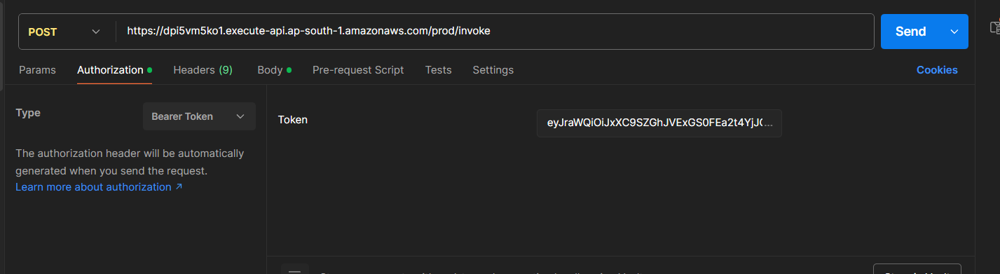 POST https://dpi5vm5ko1.execute-api.ap-south-1.amazonaws.com/prod/invoke Send
Params Authorization Headers (9) Body Pre-request Script Tests Settings Cookies
Type Bearer Token
Token eyJraWQiOiJxXC9SZGhJVExGS0FEa2t4YjJ...
The authorization header will be automatically
generated when you send the request.
Learn more about authorization ↗